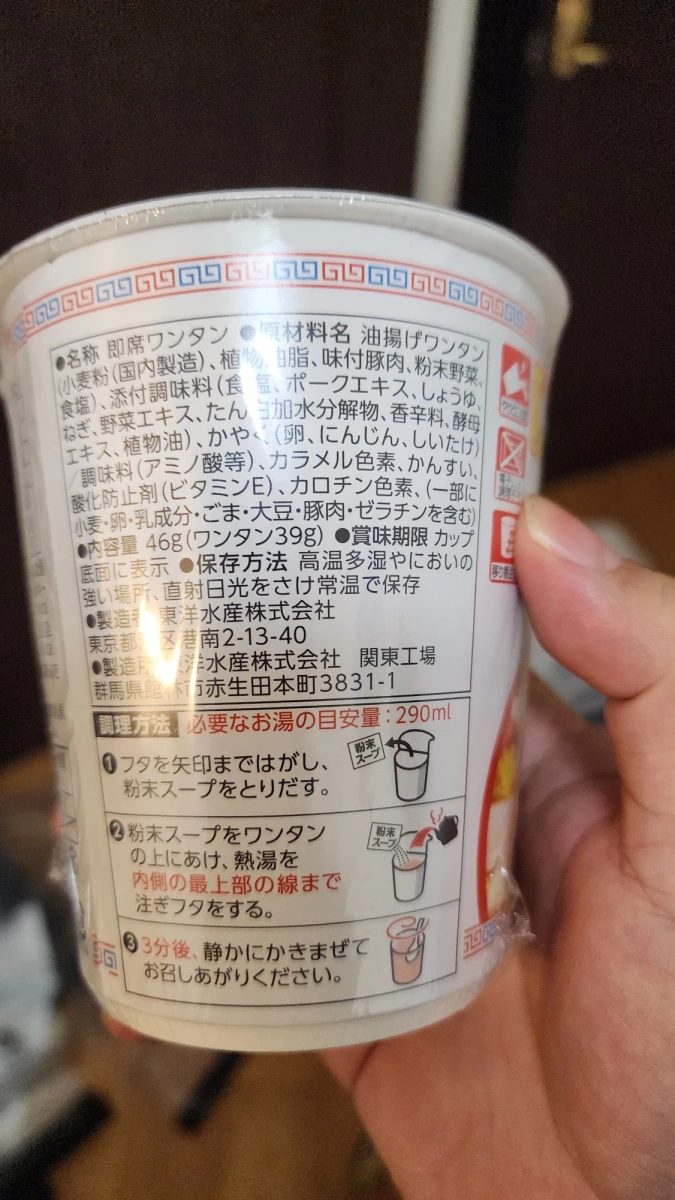 ●名称 即席ワンタン ●原材料名 油揚げワンタン
(小麦粉(国内製造)、植物油脂、味付豚肉、粉末野菜、
食塩)、添付調味料(食塩、ポークエキス、しょうゆ、
ねぎ、野菜エキス、たん白加水分解物、香辛料、酵母
エキス、植物油)、かやく(卵、にんじん、しいたけ)
/調味料(アミノ酸等)、カラメル色素、かんすい、
酸化防止剤(ビタミンE)、カロチン色素、(一部に
小麦・卵・乳成分・ごま・大豆・豚肉・ゼラチンを含む)
●内容量 46g(ワンタン39g) ●賞味期限 カップ
底面に表示 ●保存方法 高温多湿やにおいの
強い場所、直射日光をさけ常温で保存
●製造者 東洋水産株式会社
東京都港区港南2-13-40
●製造所 東洋水産株式会社 関東工場
群馬県館林市赤生田本町3831-1
調理方法 必要なお湯の目安量:290ml
❶フタを矢印まではがし、
粉末スープをとりだす。
粉末
スープ
❷粉末スープをワンタン
の上にあけ、熱湯を
内側の最上部の線まで
注ぎフタをする。
粉末
スープ
❸3分後、静かにかきまぜて
お召しあがりください。